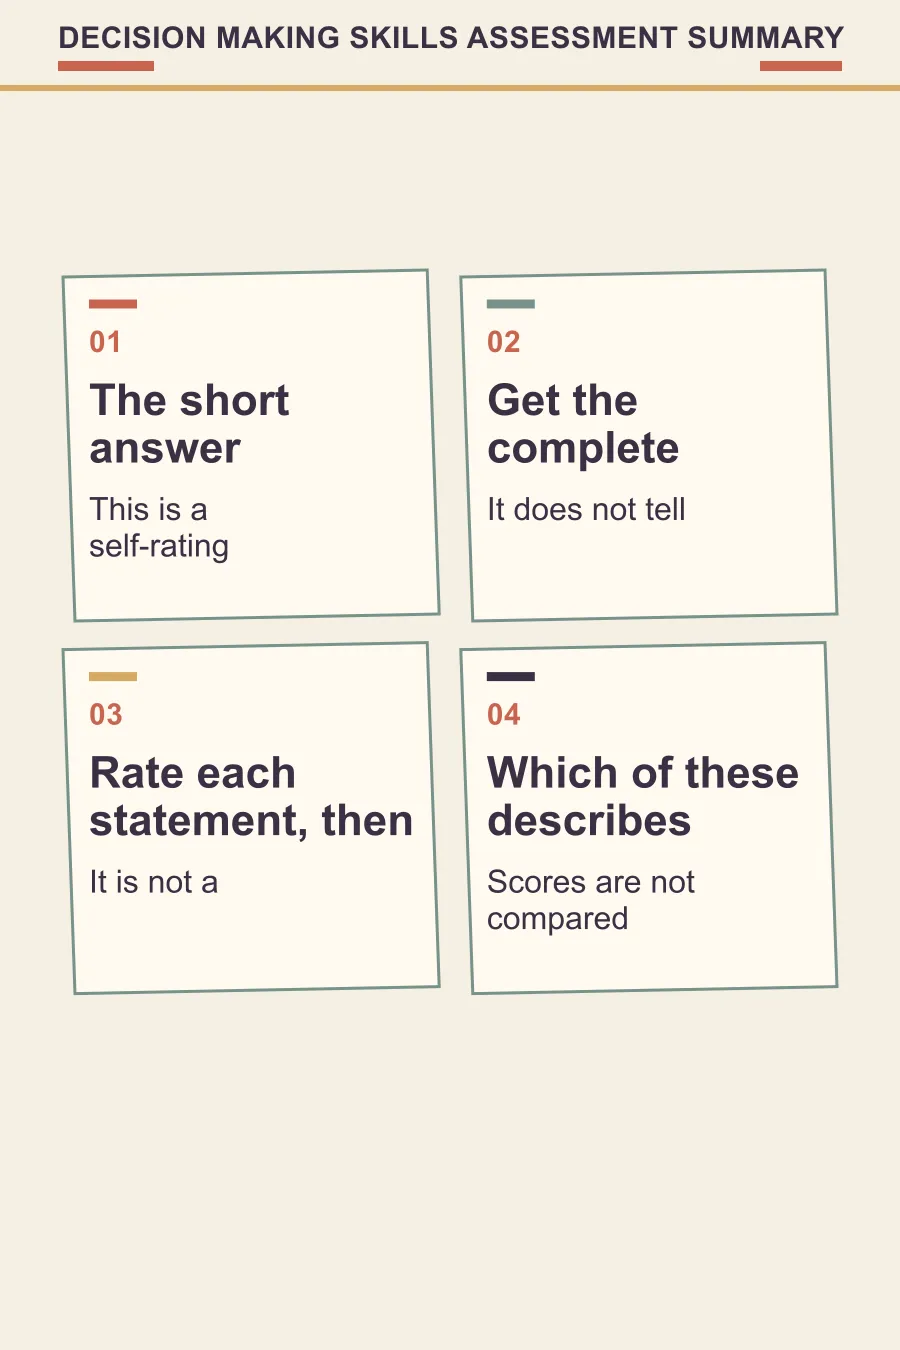 DECISION MAKING SKILLS ASSESSMENT SUMMARY
01
The short
answer
This is a
self-rating
02
Get the
complete
It does not tell
03
Rate each
statement, then
It is not a
04
Which of these
describes
Scores are not
compared